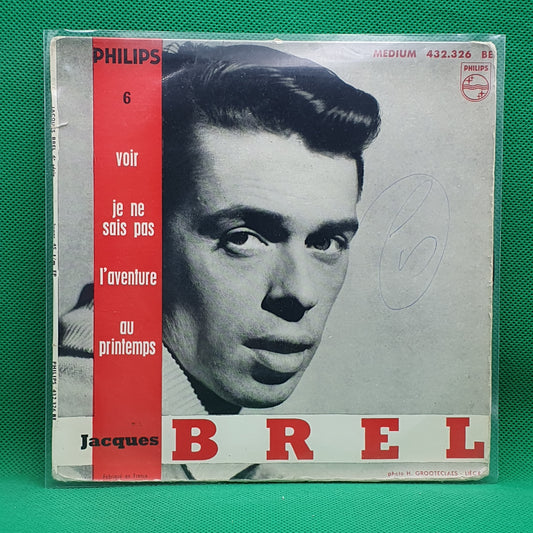 PHILIPS
MEDIUM 432.326 BE
PHILIPS
6
voir
je ne
sais pas
l'aventure
au
printemps
Jacques BREL
Fabriqué en France
photo H. GROOTECLAES - LIÈGE